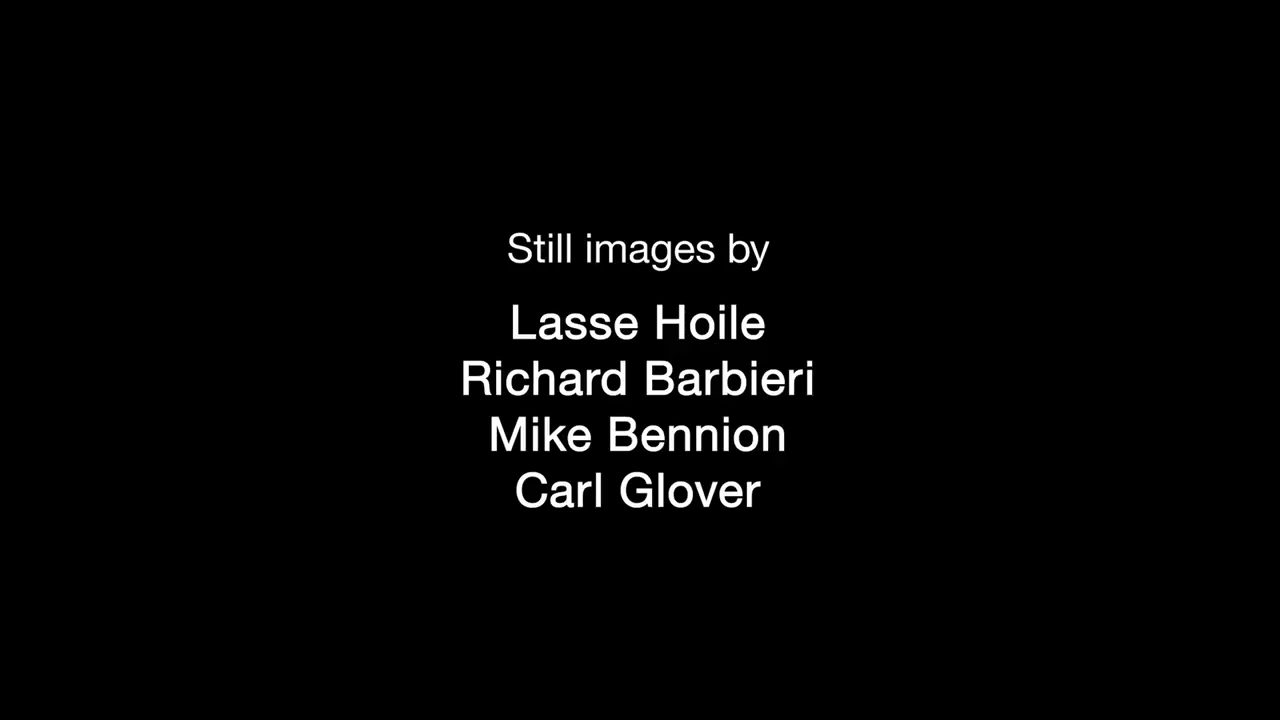 Still images by
Lasse Hoile
Richard Barbieri
Mike Bennion
Carl Glover